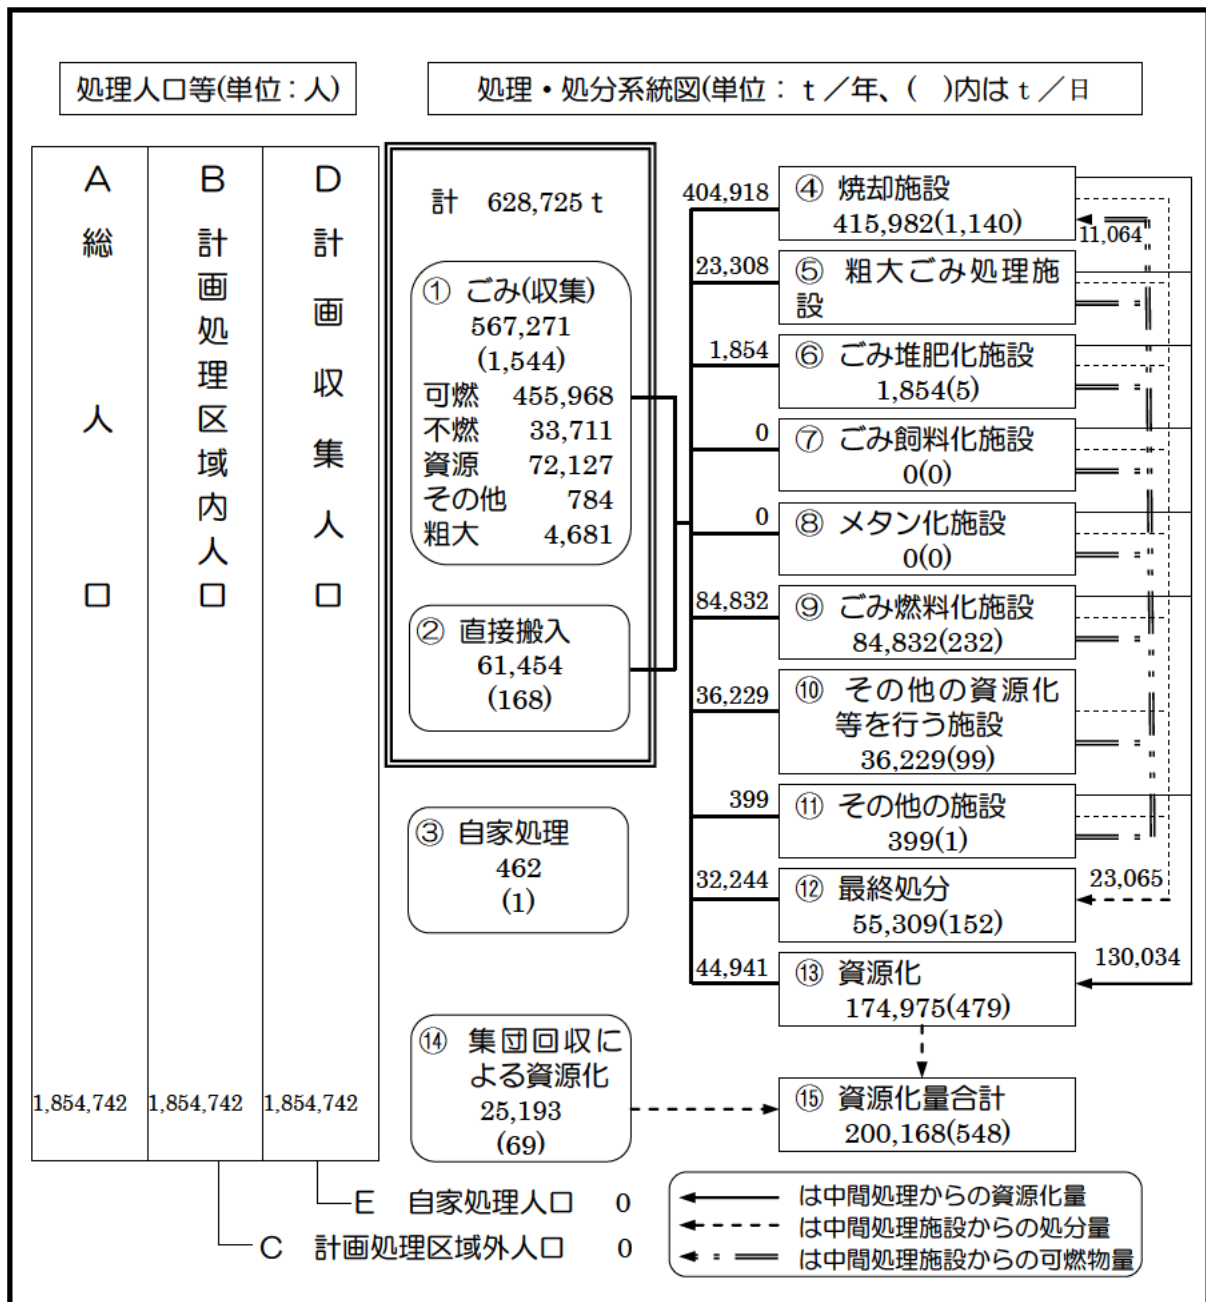 処理人口等(単位：人)
処理・処分系統図(単位：ｔ／年、(　)内はｔ／日
A 総人口
B 計画処理区域内人口
D 計画収集人口
1,854,742
1,854,742
1,854,742
E 自家処理人口 0
C 計画処理区域外人口 0
計 628,725ｔ
① ごみ(収集)
567,271
(1,544)
可燃 455,968
不燃 33,711
資源 72,127
その他 784
粗大 4,681
② 直接搬入
61,454
(168)
③ 自家処理
462
(1)
⑭ 集団回収に
よる資源化
25,193
(69)
404,918
④ 焼却施設
415,982(1,140)
11,064
23,308
⑤ 粗大ごみ処理施
設
1,854
⑥ ごみ堆肥化施設
1,854(5)
0
⑦ ごみ飼料化施設
0(0)
0
⑧ メタン化施設
0(0)
84,832
⑨ ごみ燃料化施設
84,832(232)
36,229
⑩ その他の資源化
等を行う施設
36,229(99)
399
⑪ その他の施設
399(1)
32,244
⑫ 最終処分
55,309(152)
23,065
44,941
⑬ 資源化
174,975(479)
130,034
⑮ 資源化量合計
200,168(548)
は中間処理からの資源化量
は中間処理施設からの処分量
は中間処理施設からの可燃物量